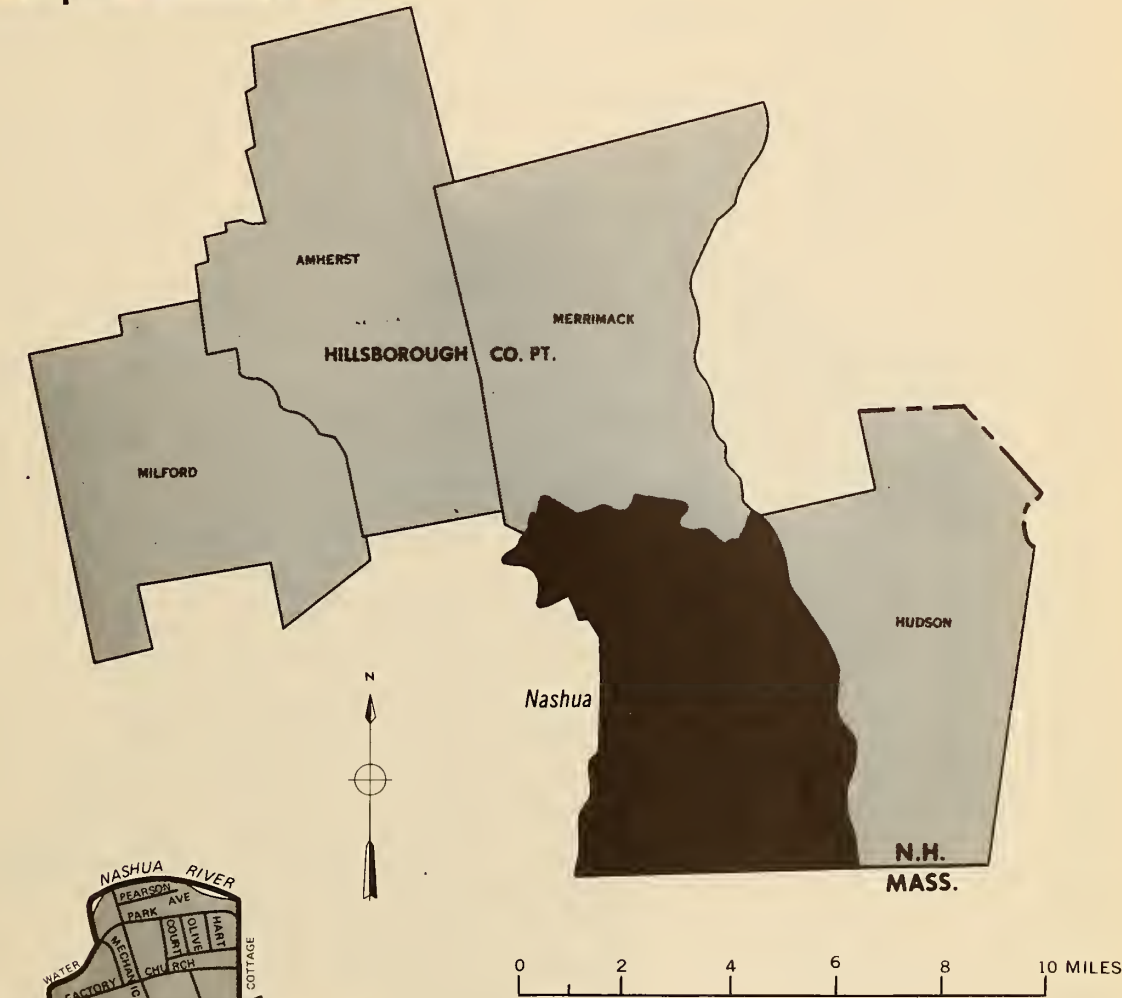 AMHERST
MERRIMACK
HILLSBOROUGH CO. PT.
MILFORD
HUDSON
N
Nashua
N.H.
MASS.
NASHUA RIVER
PEARSON
AVE
PARK
COURT
OLIVE
HART
MECHANIC
WATER
CHURCH
FACTORY
COTTAGE
0 2 4 6 8 10 MILES